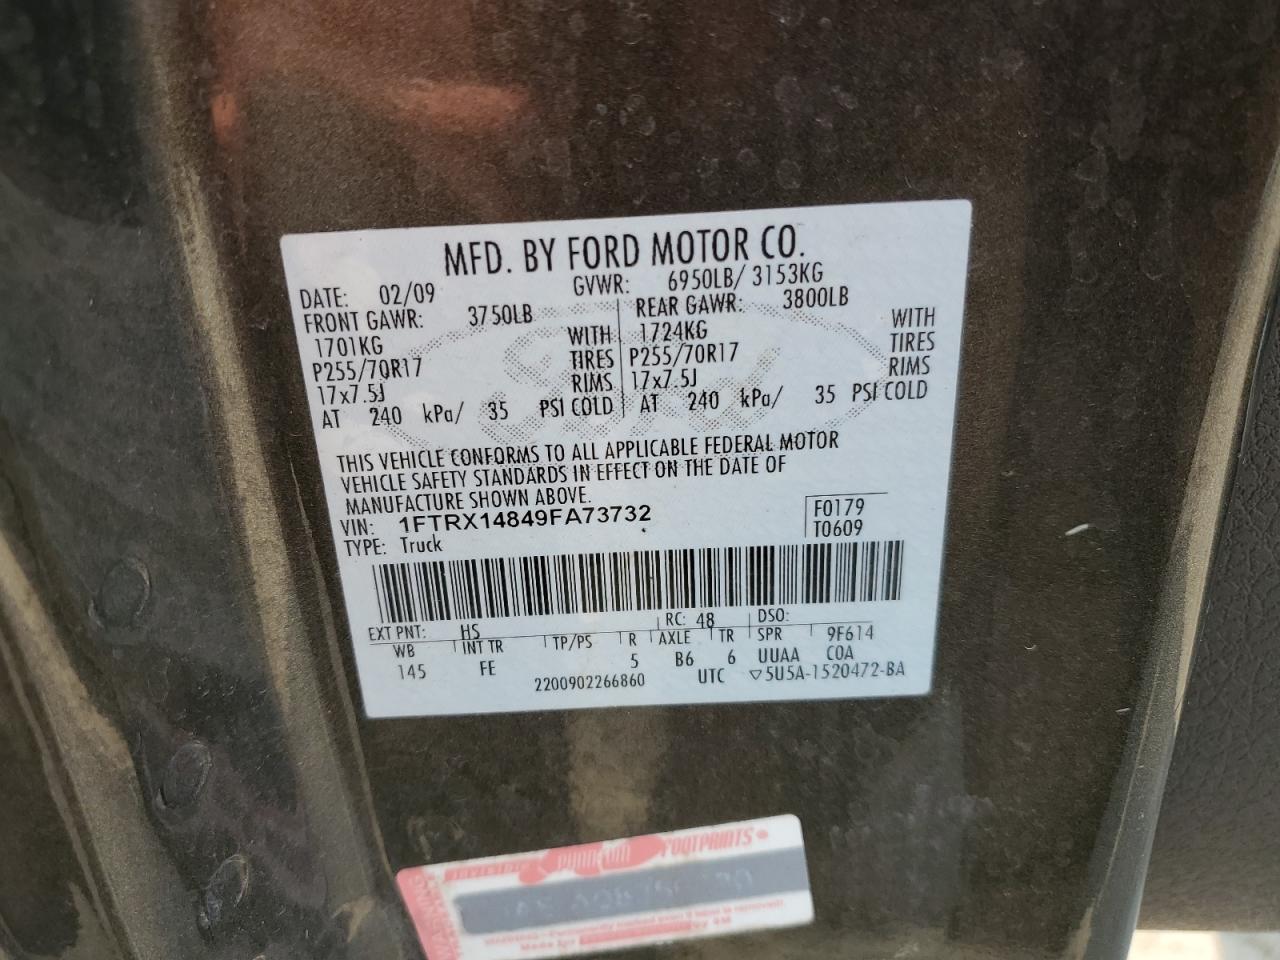 MFD. BY FORD MOTOR CO.
DATE: 02/09 GVWR: 6950LB/ 3153KG
FRONT GAWR: 3750LB REAR GAWR: 3800LB
1701KG WITH 1724KG WITH
P255/70R17 TIRES P255/70R17 TIRES
17x7.5J RIMS 17x7.5J RIMS
AT 240 kPa/ 35 PSI COLD AT 240 kPa/ 35 PSI COLD
THIS VEHICLE CONFORMS TO ALL APPLICABLE FEDERAL MOTOR
VEHICLE SAFETY STANDARDS IN EFFECT ON THE DATE OF
MANUFACTURE SHOWN ABOVE.
VIN: 1FTRX14849FA73732 F0179
TYPE: Truck T0609
EXT PNT: HS RC: 48 DSO:
WB INT TR TP/PS R AXLE TR SPR 9F614
145 FE 5 B6 6 UUAA COA
2200902266860 UTC ▽5U5A-1520472-BA
FOOTPRINTS
Made for by 3M